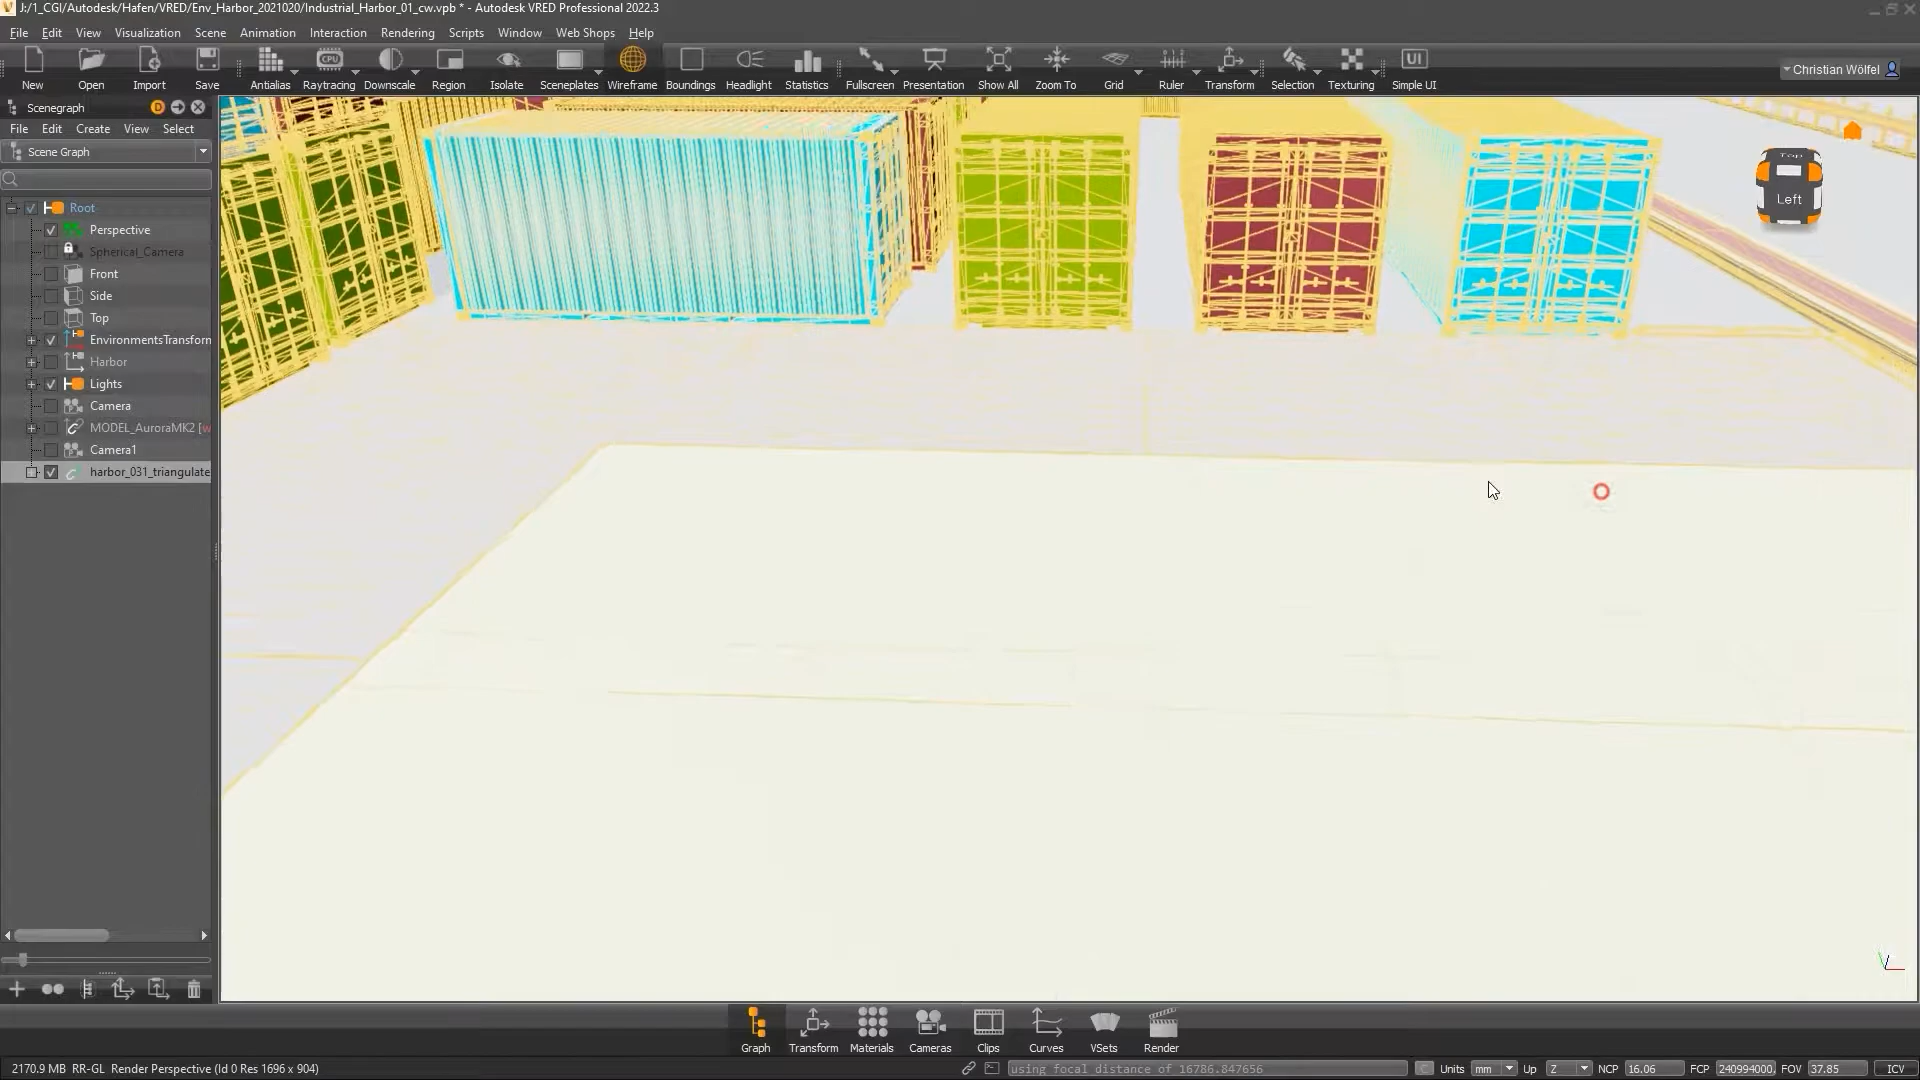 J:/1_CGI/Autodesk/Hafen/VRED/Env_Harbor_2021020/Industrial_Harbor_01_cw.vpb * - Autodesk VRED Professional 2022.3
File Edit View Visualization Scene Animation Interaction Rendering Scripts Window Web Shops Help
CPU UI
New Open Import Save Antialias Raytracing Downscale Region Isolate Sceneplates Wireframe Boundings Headlight Statistics Fullscreen Presentation Show All Zoom To Grid Ruler Transform Selection Texturing Simple UI
Christian Wölfel
Scenegraph D
File Edit Create View Select
Scene Graph
Root
Perspective
Spherical_Camera
Front
Side
Top
EnvironmentsTransform
Harbor
Lights
Camera
MODEL_AuroraMK2 [w
Camera1
harbor_031_triangulate
Top
Left
Graph Transform Materials Cameras Clips Curves VSets Render
2170.9 MB RR-GL Render Perspective (Id 0 Res 1696 x 904) using focal distance of 16786.847656 Units mm Up Z NCP 16.06 FCP 240994000. FOV 37.85 ICV